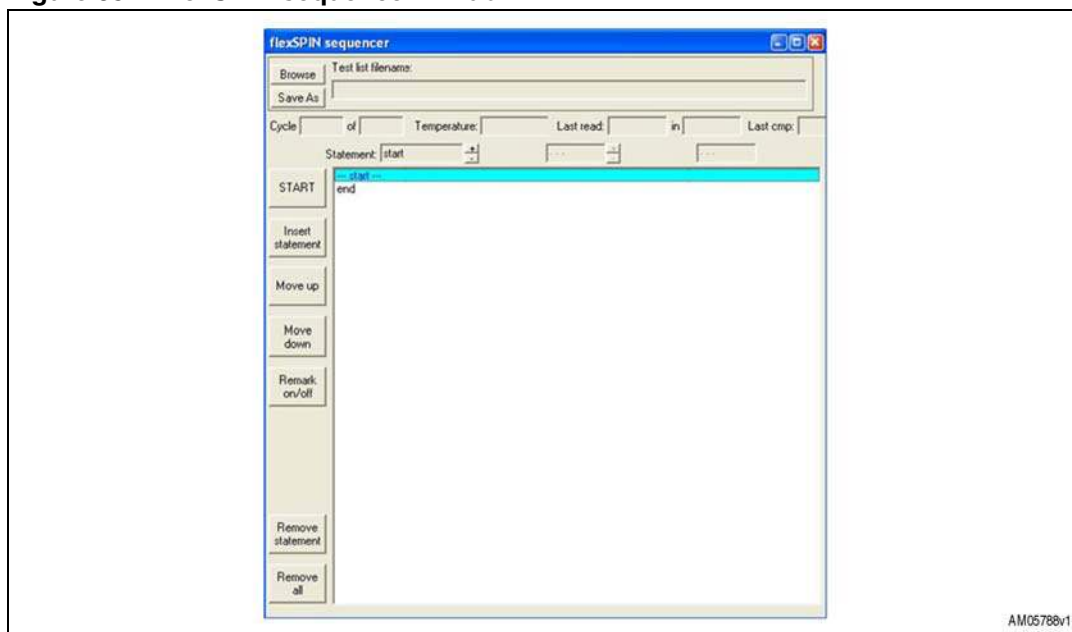 flexSPIN sequencer
Browse
Test list filename:
Save As
Cycle of Temperature: Last read: in Last cmp:
Statement: start + - --- - ---
--- start ---
START
end
Insert
statement
Move up
Move
down
Remark
on/off
Remove
statement
Remove
all
AM05788v1